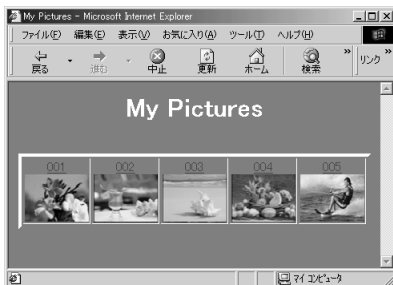 My Pictures - Microsoft Internet Explorer
ファイル(F) 編集(E) 表示(V) お気に入り(A) ツール(T) ヘルプ(H)
戻る 進む 中止 更新 ホーム 検索 » リンク »
My Pictures
001 002 003 004 005
マイ コンピュータ